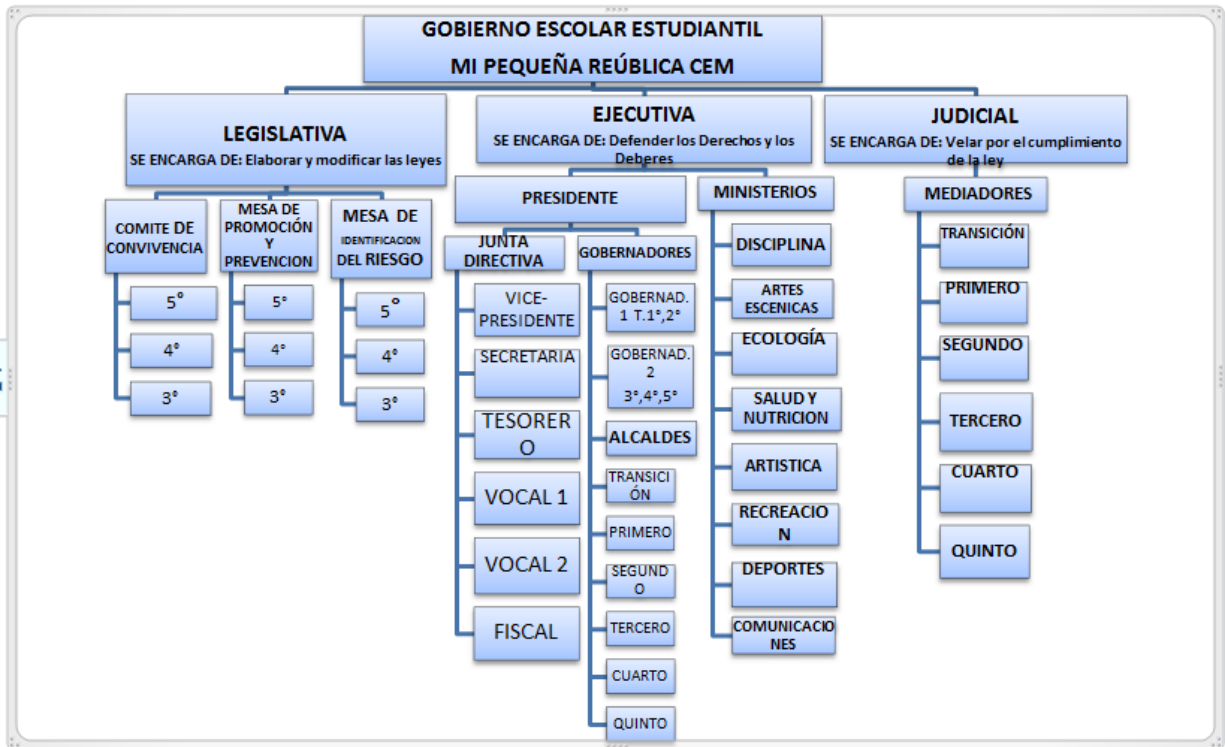 GOBIERNO ESCOLAR ESTUDIANTIL
MI PEQUEÑA REÚBLICA CEM
LEGISLATIVA
SE ENCARGA DE: Elaborar y modificar las leyes
COMITE DE
CONVIVENCIA
5°
4°
3°
MESA DE
PROMOCIÓN
Y
PREVENCION
5°
4°
3°
MESA DE
IDENTIFICACION
DEL RIESGO
5°
4°
3°
EJECUTIVA
SE ENCARGA DE: Defender los Derechos y los
Deberes
PRESIDENTE
JUNTA
DIRECTIVA
VICE-
PRESIDENTE
SECRETARIA
TESORER
O
VOCAL 1
VOCAL 2
FISCAL
GOBERNADORES
GOBERNAD.
1 T.1°,2°
GOBERNAD.
2
3°,4°,5°
ALCALDES
TRANSICI
ÓN
PRIMERO
SEGUND
O
TERCERO
CUARTO
QUINTO
MINISTERIOS
DISCIPLINA
ARTES
ESCENICAS
ECOLOGÍA
SALUD Y
NUTRICION
ARTISTICA
RECREACIO
N
DEPORTES
COMUNICACIO
NES
JUDICIAL
SE ENCARGA DE: Velar por el cumplimiento
de la ley
MEDIADORES
TRANSICIÓN
PRIMERO
SEGUNDO
TERCERO
CUARTO
QUINTO